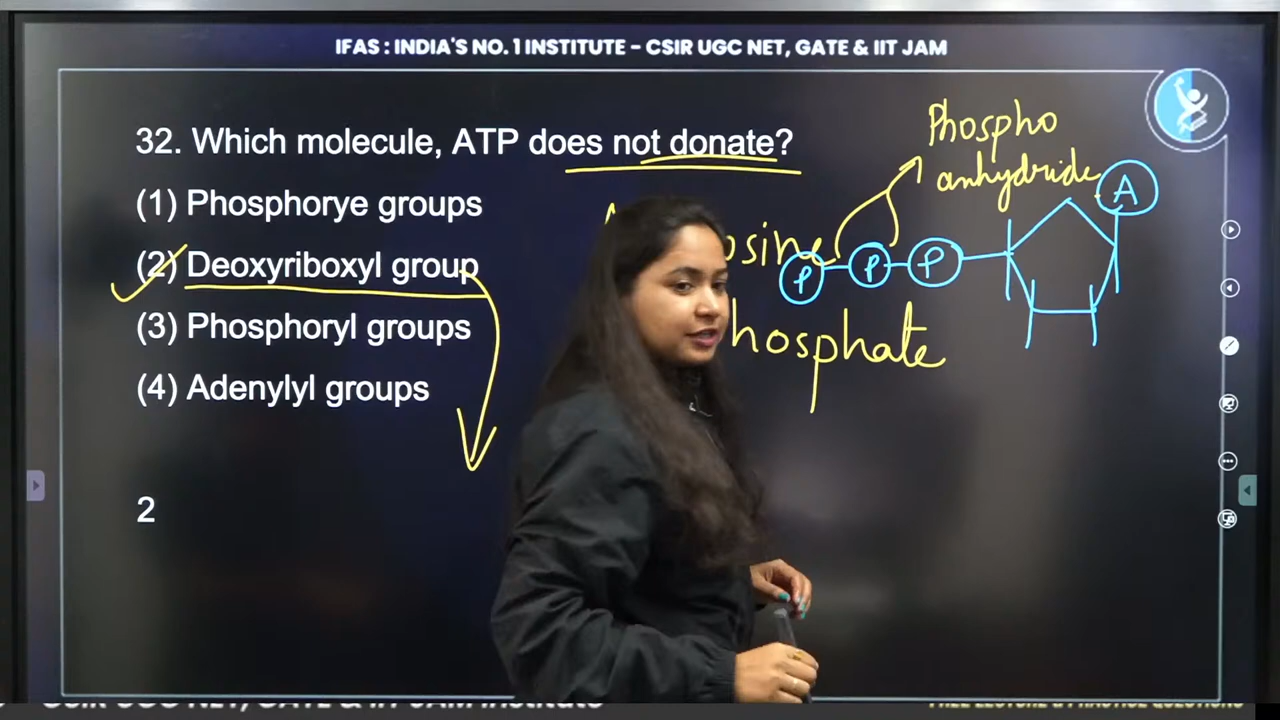 IFAS : INDIA'S NO. 1 INSTITUTE - CSIR UGC NET, GATE & IIT JAM
32. Which molecule, ATP does not donate?
(1) Phosphorye groups
(2) Deoxyriboxyl group
(3) Phosphoryl groups
(4) Adenylyl groups
2
Phospho
anhydride
A
P P P